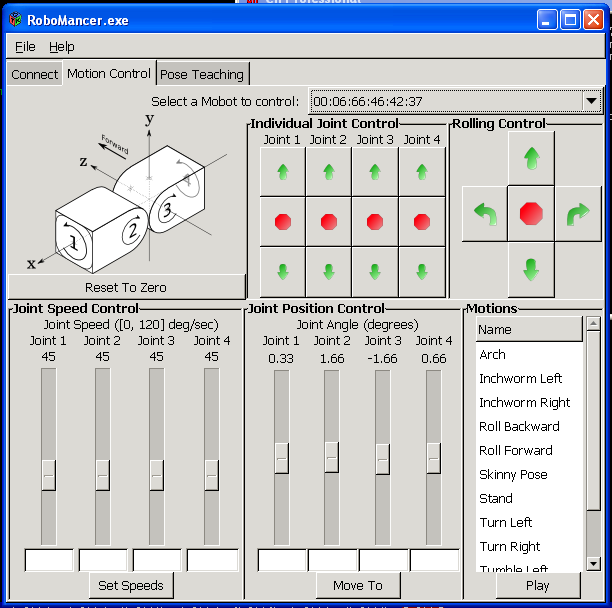 RoboMancer.exe
File Help
Connect Motion Control Pose Teaching
Select a Mobot to control: 00:06:66:46:42:37
Individual Joint Control
Joint 1 Joint 2 Joint 3 Joint 4
Rolling Control
y
Forward
z
x
1
2
3
4
Reset To Zero
Joint Speed Control
Joint Speed ([0, 120] deg/sec)
Joint 1 Joint 2 Joint 3 Joint 4
45 45 45 45
Set Speeds
Joint Position Control
Joint Angle (degrees)
Joint 1 Joint 2 Joint 3 Joint 4
0.33 1.66 -1.66 0.66
Move To
Motions
Name
Arch
Inchworm Left
Inchworm Right
Roll Backward
Roll Forward
Skinny Pose
Stand
Turn Left
Turn Right
Tumble Left
Play